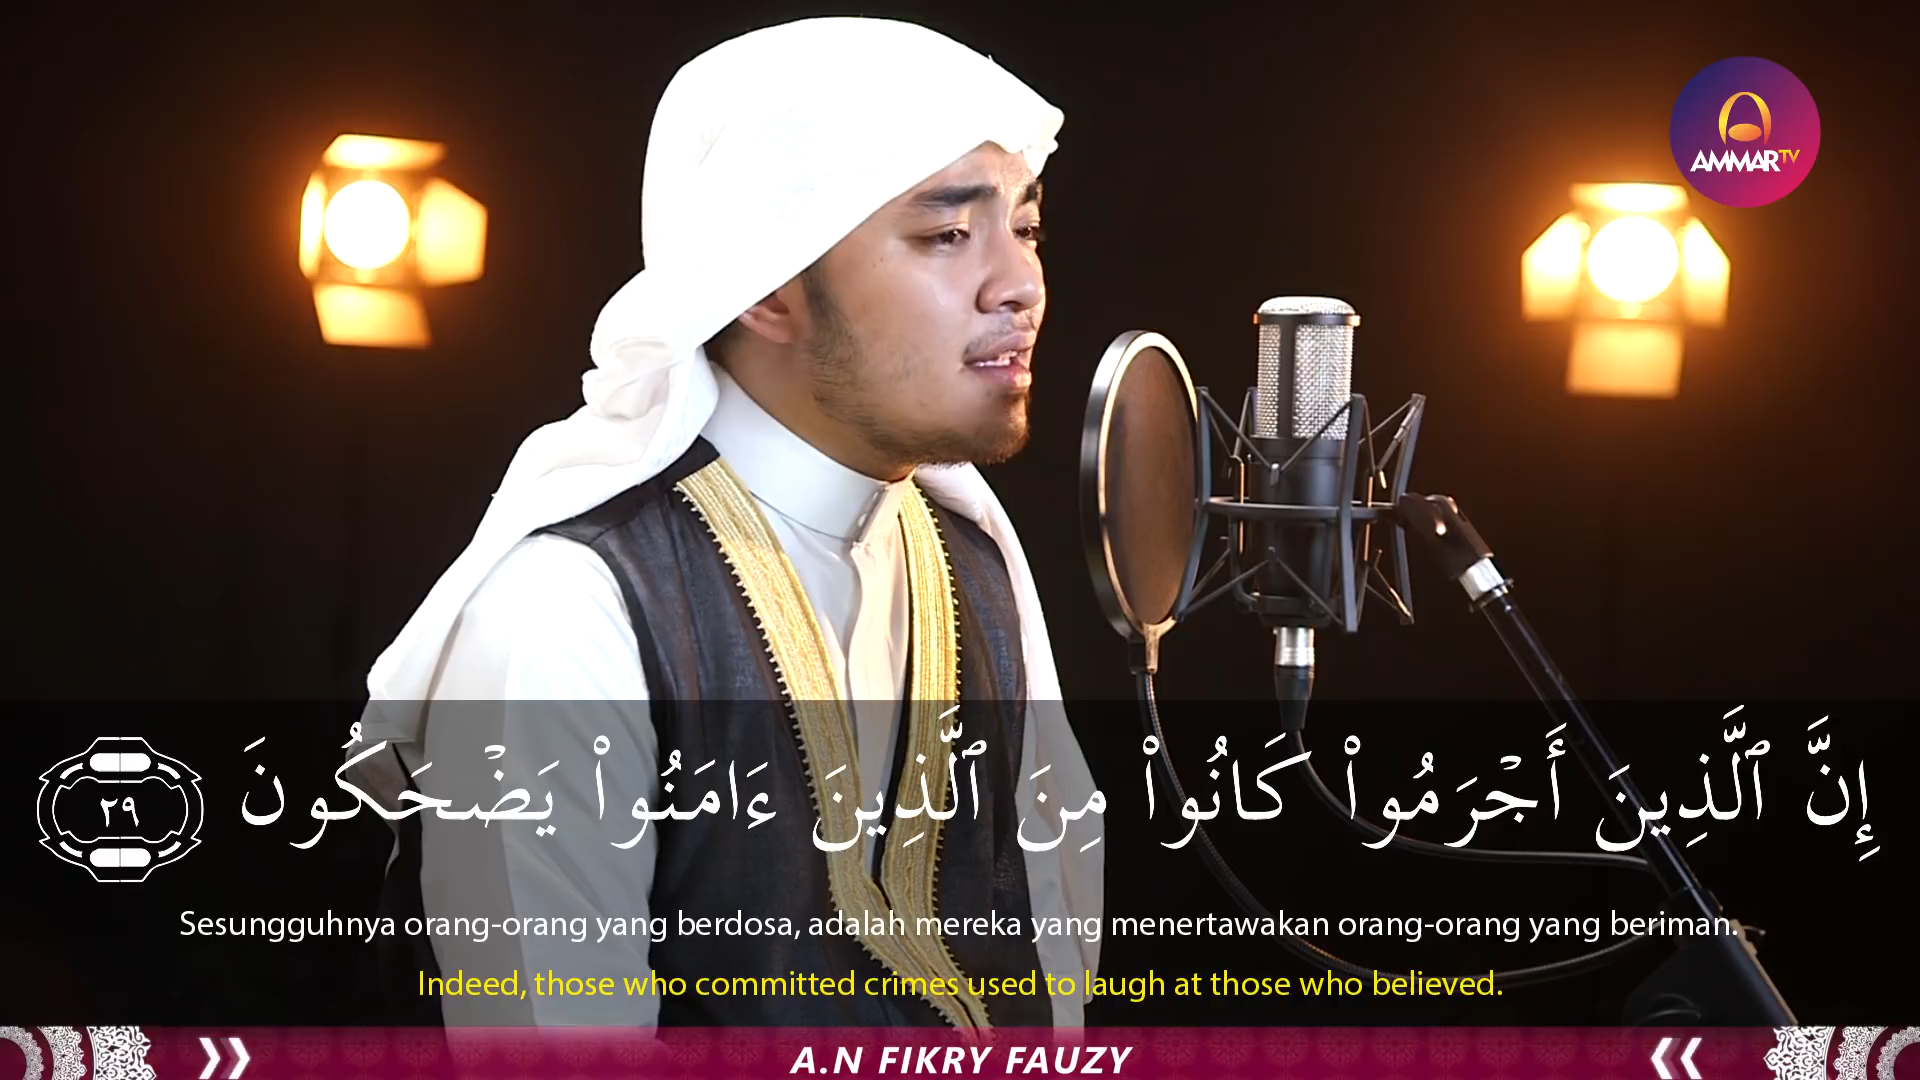 AMMARTV
إِنَّ ٱلَّذِينَ أَجْرَمُوا۟ كَانُوا۟ مِنَ ٱلَّذِينَ ءَامَنُوا۟ يَضْحَكُونَ ٢٩
Sesungguhnya orang-orang yang berdosa, adalah mereka yang menertawakan orang-orang yang beriman.
Indeed, those who committed crimes used to laugh at those who believed.
A.N FIKRY FAUZY